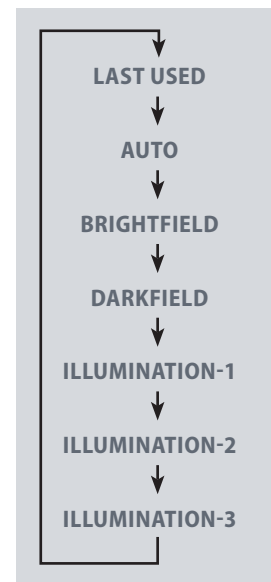 LAST USED
AUTO
BRIGHTFIELD
DARKFIELD
ILLUMINATION-1
ILLUMINATION-2
ILLUMINATION-3